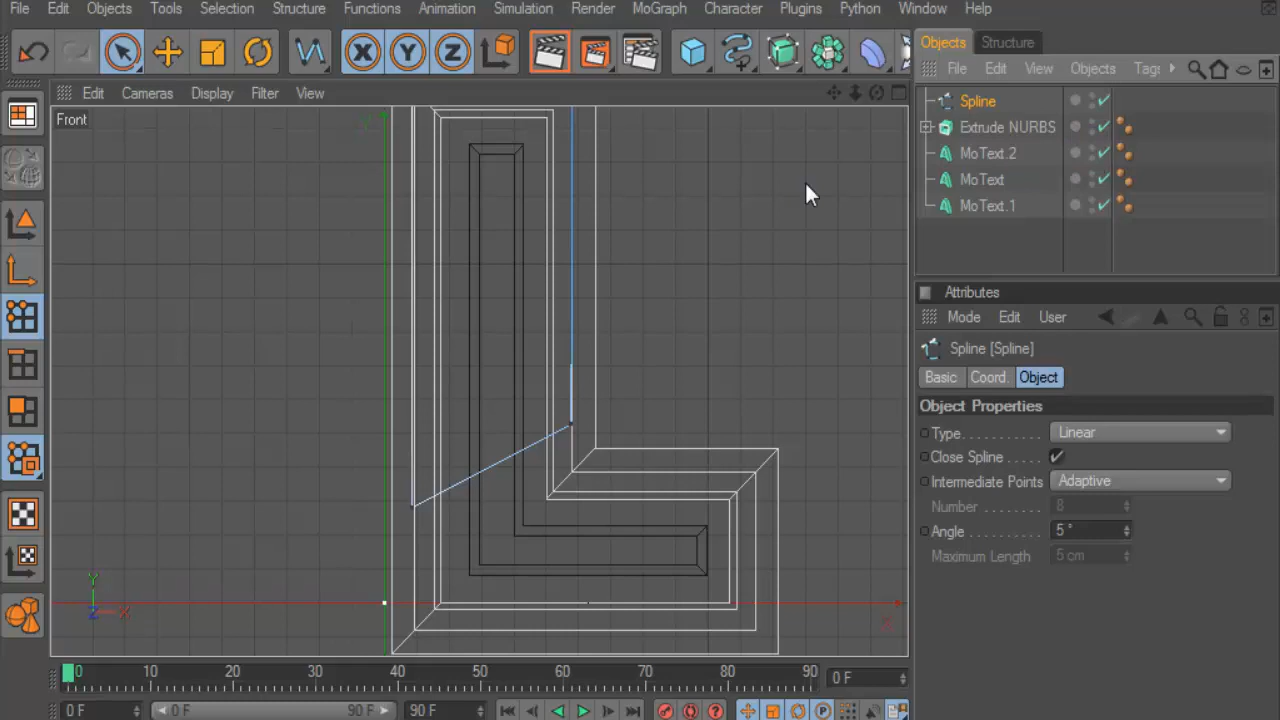 File Edit Objects Tools Selection Structure Functions Animation Simulation Render MoGraph Character Plugins Python Window Help
Objects Structure
File Edit View Objects Tags
Edit Cameras Display Filter View
Front
Y
Spline
Extrude NURBS
MoText.2
MoText
MoText.1
Attributes
Mode Edit User
Spline [Spline]
Basic Coord. Object
Object Properties
Type Linear
Close Spline
Intermediate Points Adaptive
Number 8
Angle 5 °
Maximum Length 5 cm
Y
Z X
X
0 10 20 30 40 50 60 70 80 90 0 F
0 F 0 F 90 F 90 F